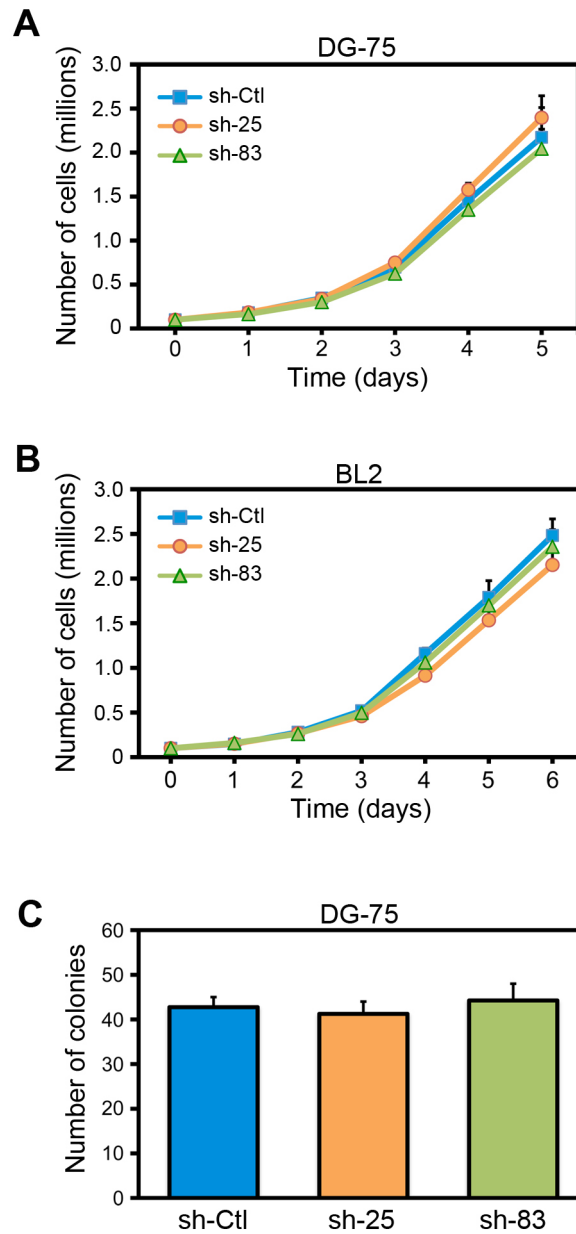 A
DG-75
Number of cells (millions)
3.0
2.5
2.0
1.5
1.0
0.5
0
sh-Ctl
sh-25
sh-83
0 1 2 3 4 5
Time (days)
B
BL2
Number of cells (millions)
3.0
2.5
2.0
1.5
1.0
0.5
0
sh-Ctl
sh-25
sh-83
0 1 2 3 4 5 6
Time (days)
C
DG-75
Number of colonies
60
50
40
30
20
10
0
sh-Ctl sh-25 sh-83